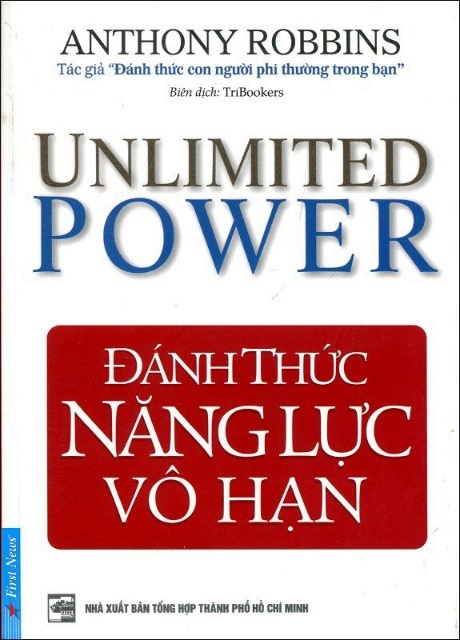 ANTHONY ROBBINS
Tác giả "Đánh thức con người phi thường trong bạn"
Biên dịch: TriBookers
UNLIMITED
POWER
ĐÁNH THỨC
NĂNG LỰC
VÔ HẠN
First News
NHÀ XUẤT BẢN TỔNG HỢP THÀNH PHỐ HỒ CHÍ MINH